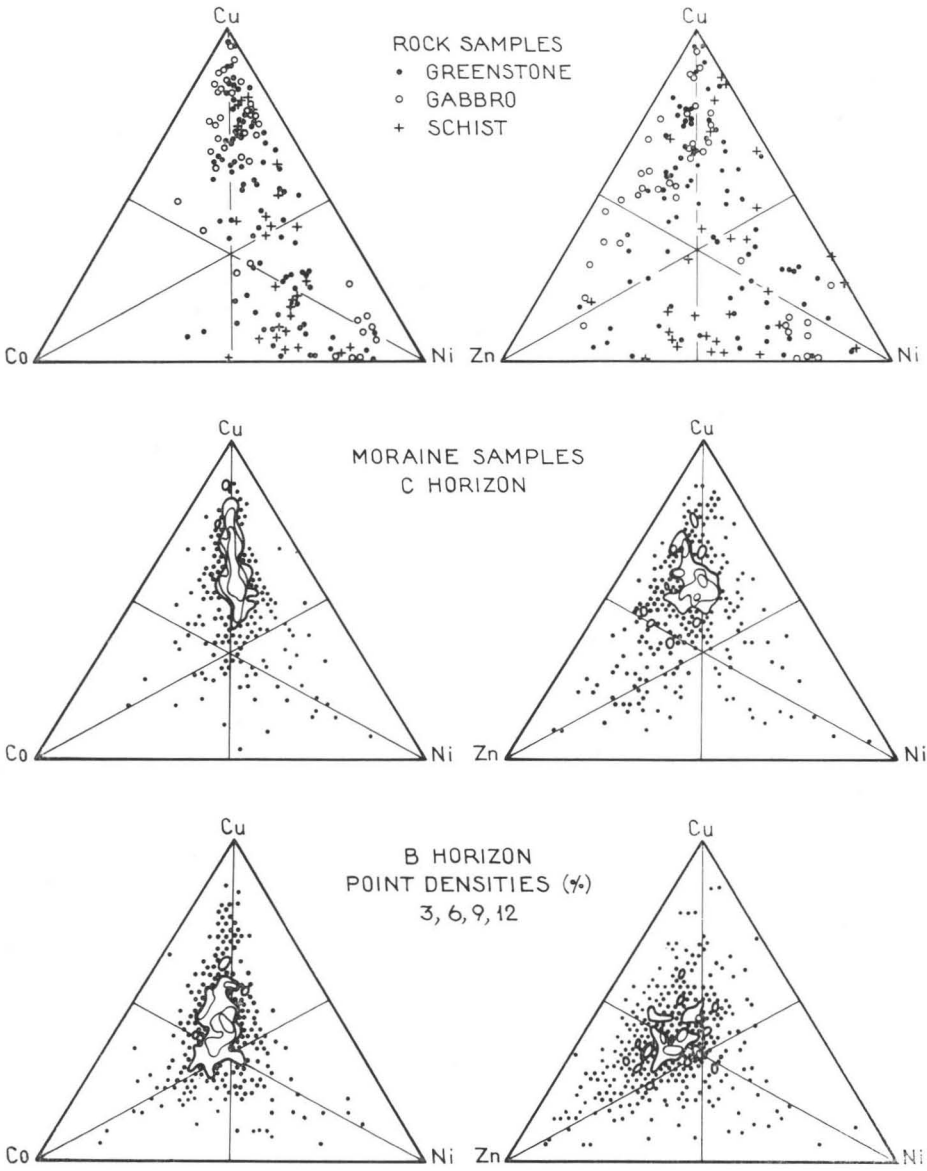 Cu
Cu
ROCK SAMPLES
• GREENSTONE
○ GABBRO
+ SCHIST
Co
Ni
Zn
Ni
Cu
Cu
MORAINE SAMPLES
C HORIZON
Co
Ni
Zn
Ni
Cu
Cu
B HORIZON
POINT DENSITIES (%)
3, 6, 9, 12
Co
Ni
Zn
Ni